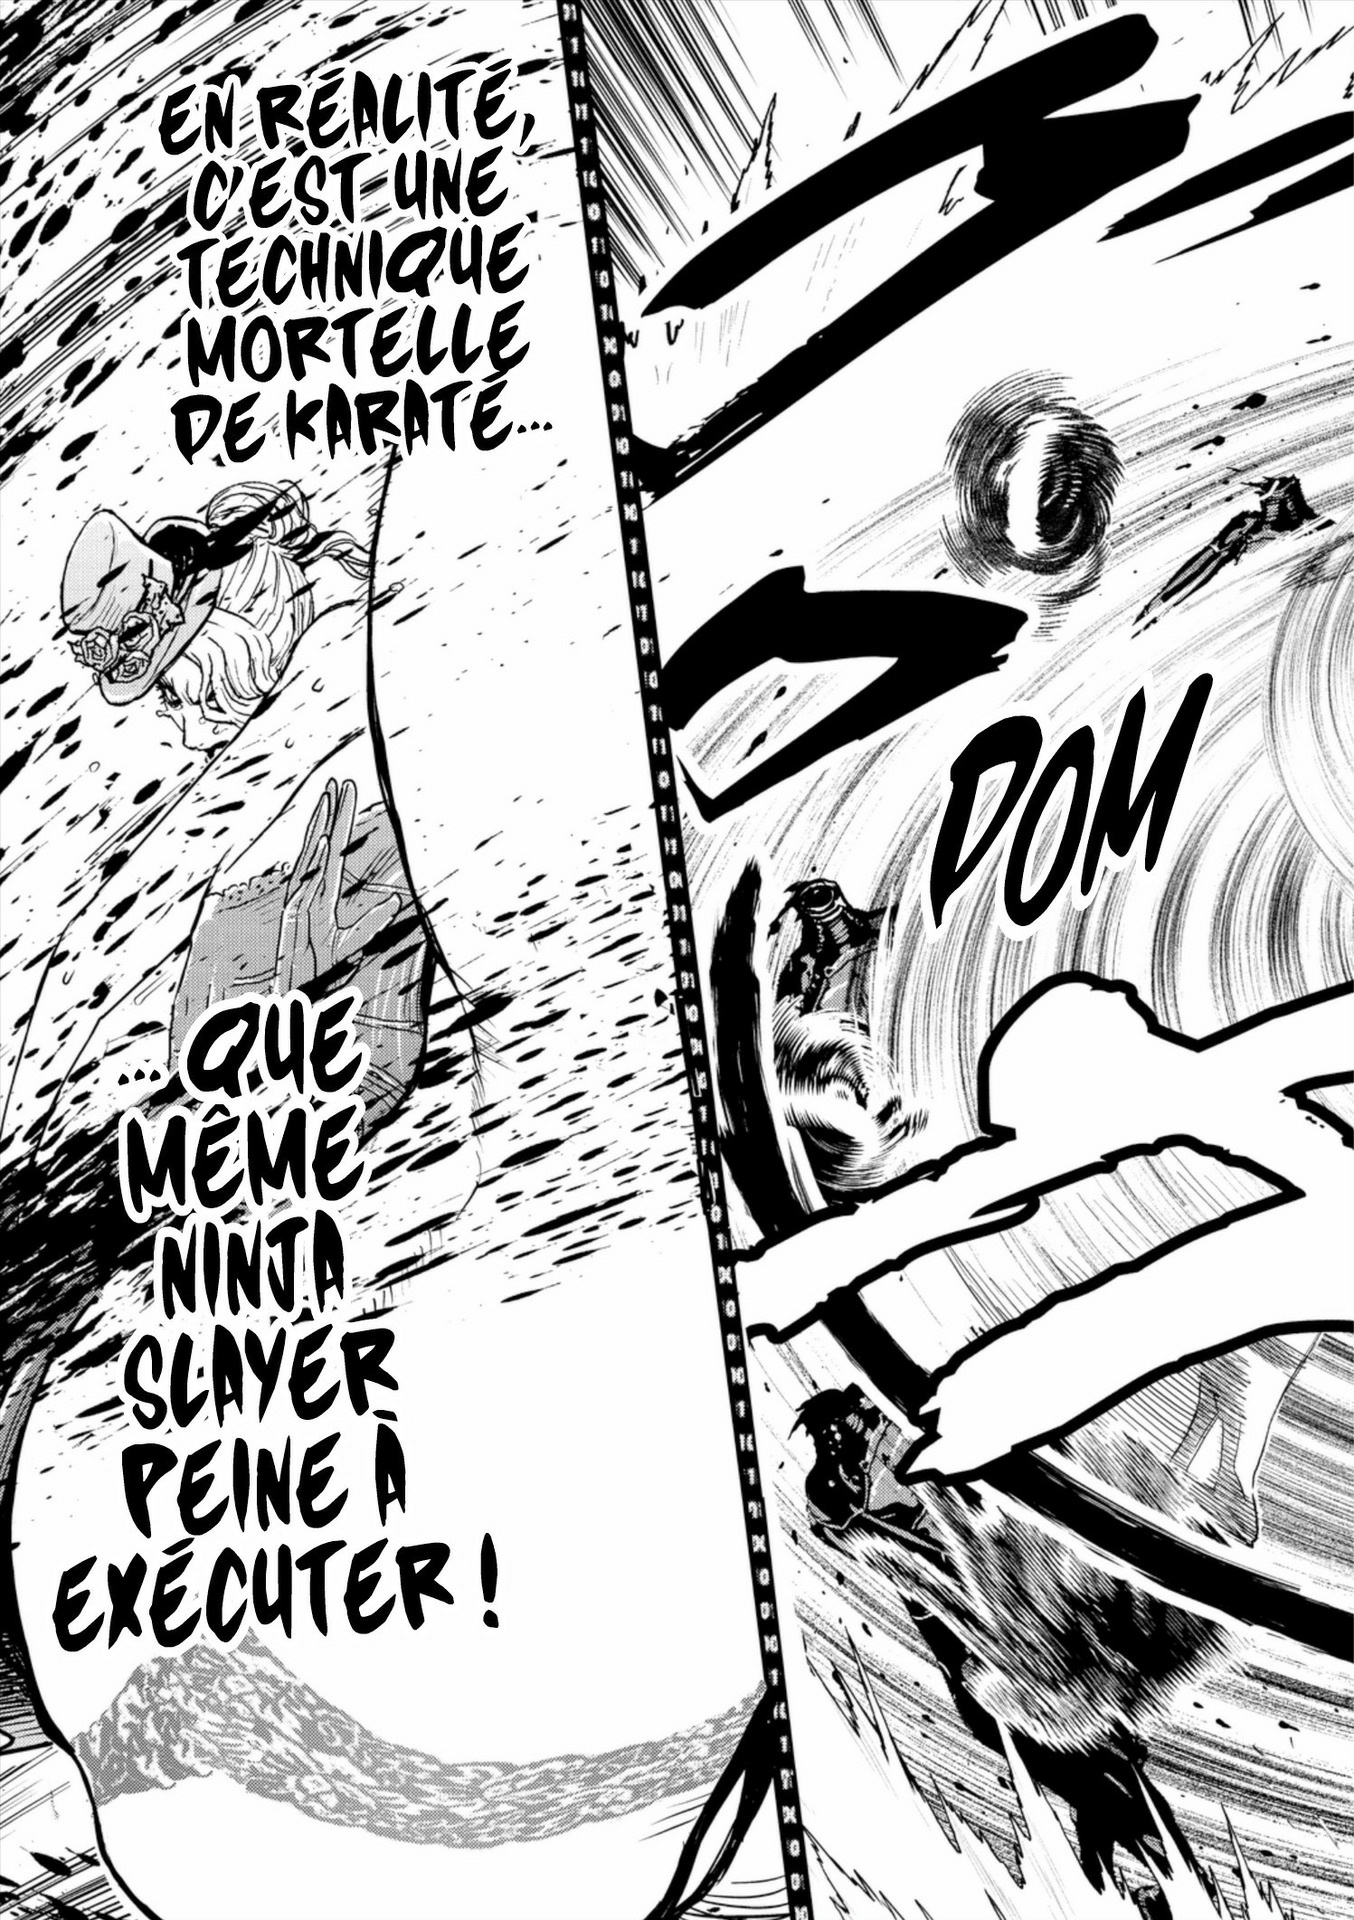 DOM
EN RÉALITÉ,
C'EST UNE
TECHNIQUE
MORTELLE
DE KARATÉ...
... QUE
MÊME
NINJA
SLAYER
PEINE À
EXÉCUTER !